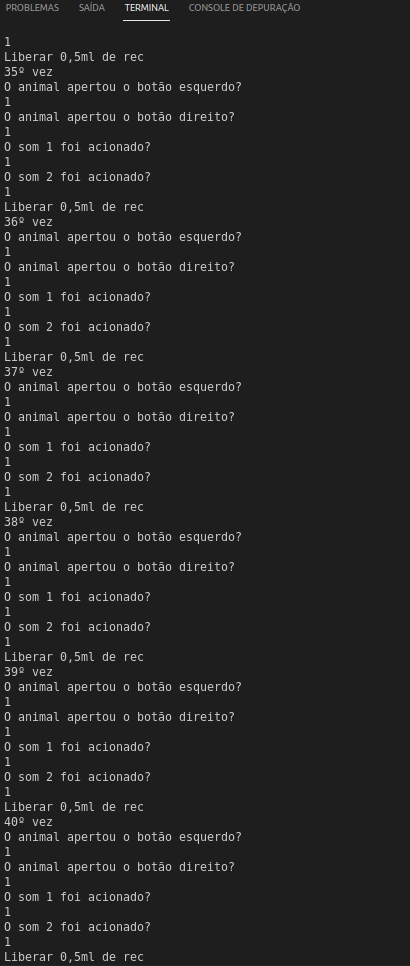 PROBLEMAS SAÍDA TERMINAL CONSOLE DE DEPURAÇÃO
1
Liberar 0,5ml de rec
35º vez
O animal apertou o botão esquerdo?
1
O animal apertou o botão direito?
1
O som 1 foi acionado?
1
O som 2 foi acionado?
1
Liberar 0,5ml de rec
36º vez
O animal apertou o botão esquerdo?
1
O animal apertou o botão direito?
1
O som 1 foi acionado?
1
O som 2 foi acionado?
1
Liberar 0,5ml de rec
37º vez
O animal apertou o botão esquerdo?
1
O animal apertou o botão direito?
1
O som 1 foi acionado?
1
O som 2 foi acionado?
1
Liberar 0,5ml de rec
38º vez
O animal apertou o botão esquerdo?
1
O animal apertou o botão direito?
1
O som 1 foi acionado?
1
O som 2 foi acionado?
1
Liberar 0,5ml de rec
39º vez
O animal apertou o botão esquerdo?
1
O animal apertou o botão direito?
1
O som 1 foi acionado?
1
O som 2 foi acionado?
1
Liberar 0,5ml de rec
40º vez
O animal apertou o botão esquerdo?
1
O animal apertou o botão direito?
1
O som 1 foi acionado?
1
O som 2 foi acionado?
1
Liberar 0,5ml de rec